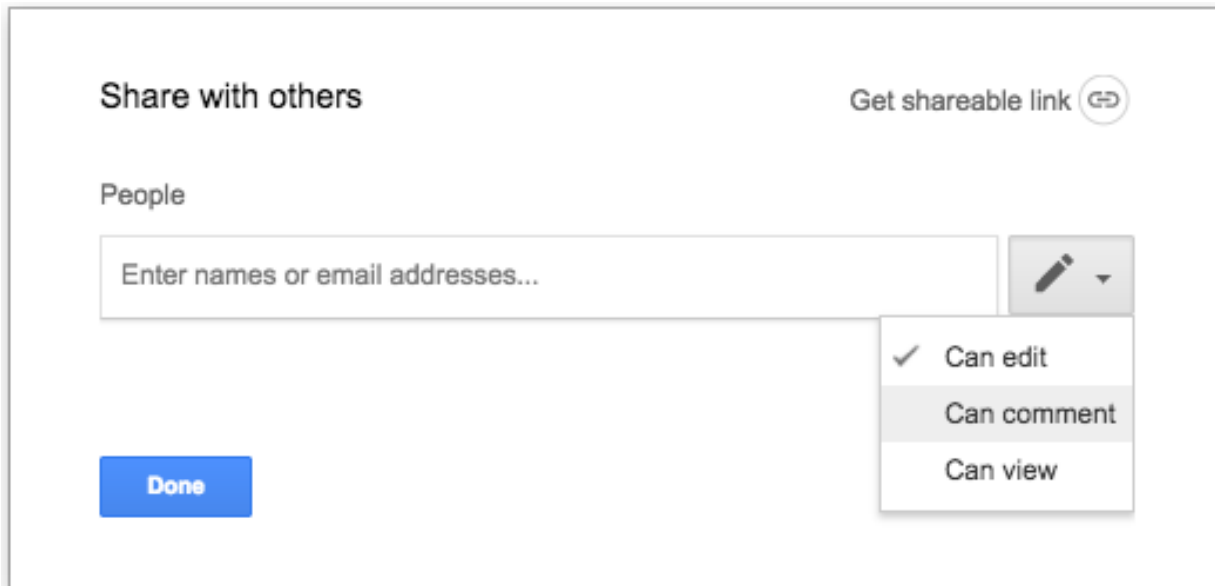 Share with others
Get shareable link
People
Enter names or email addresses...
Can edit
Can comment
Can view
Done